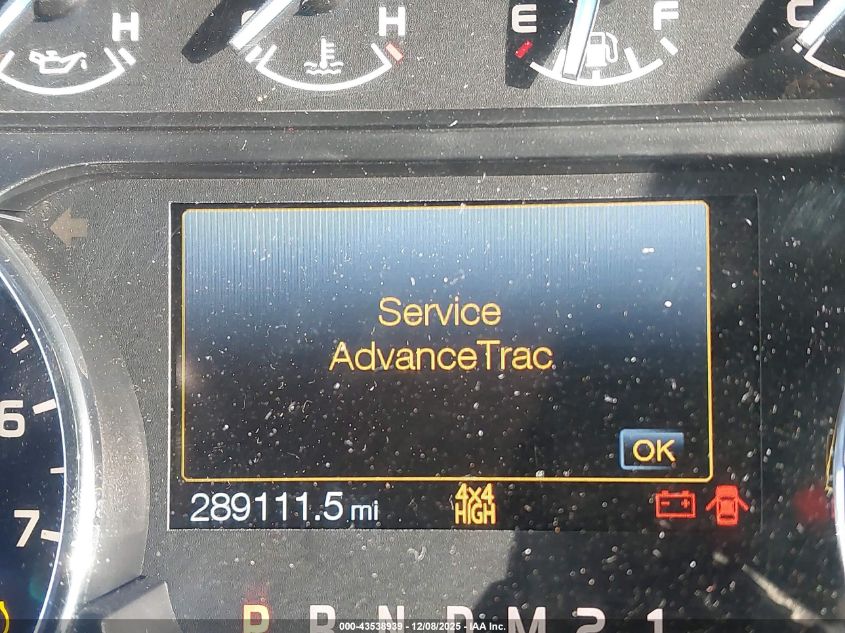 H H E F C
Service
AdvanceTrac
OK
6
289111.5 mi 4x4
HIGH
7
P R N D M 2 1
000-43538939 - 12/08/2025 - IAA Inc.